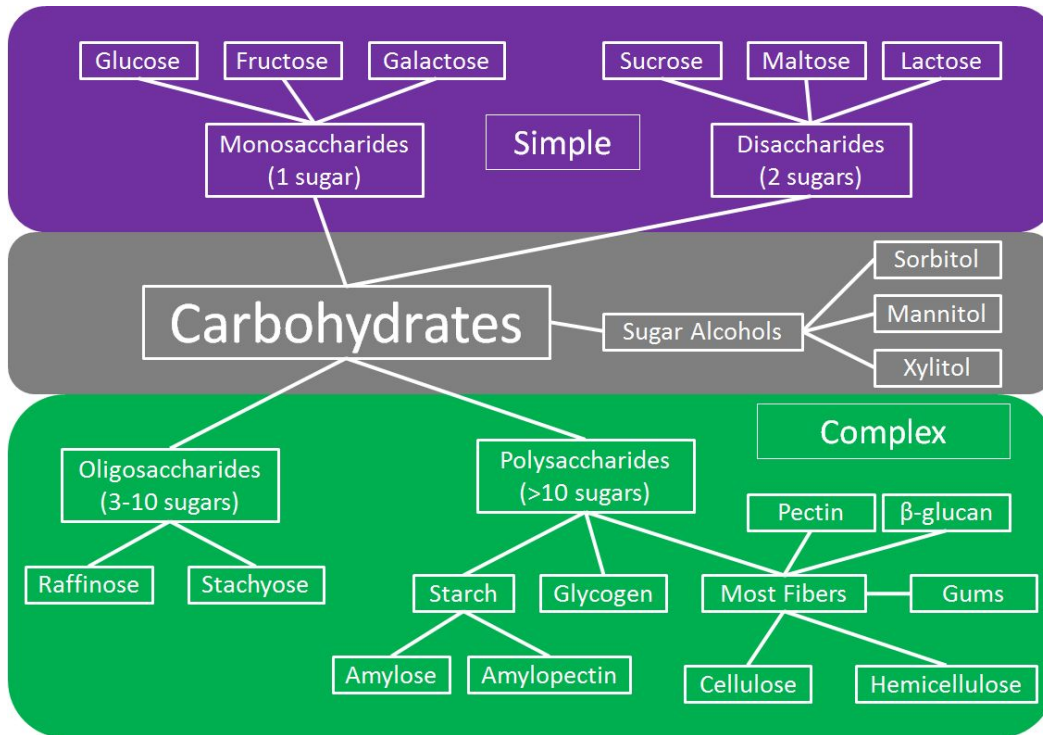 Glucose
Fructose
Galactose
Sucrose
Maltose
Lactose
Monosaccharides
(1 sugar)
Simple
Disaccharides
(2 sugars)
Carbohydrates
Sugar Alcohols
Sorbitol
Mannitol
Xylitol
Complex
Oligosaccharides
(3-10 sugars)
Polysaccharides
(>10 sugars)
Pectin
β-glucan
Raffinose
Stachyose
Starch
Glycogen
Most Fibers
Gums
Amylose
Amylopectin
Cellulose
Hemicellulose